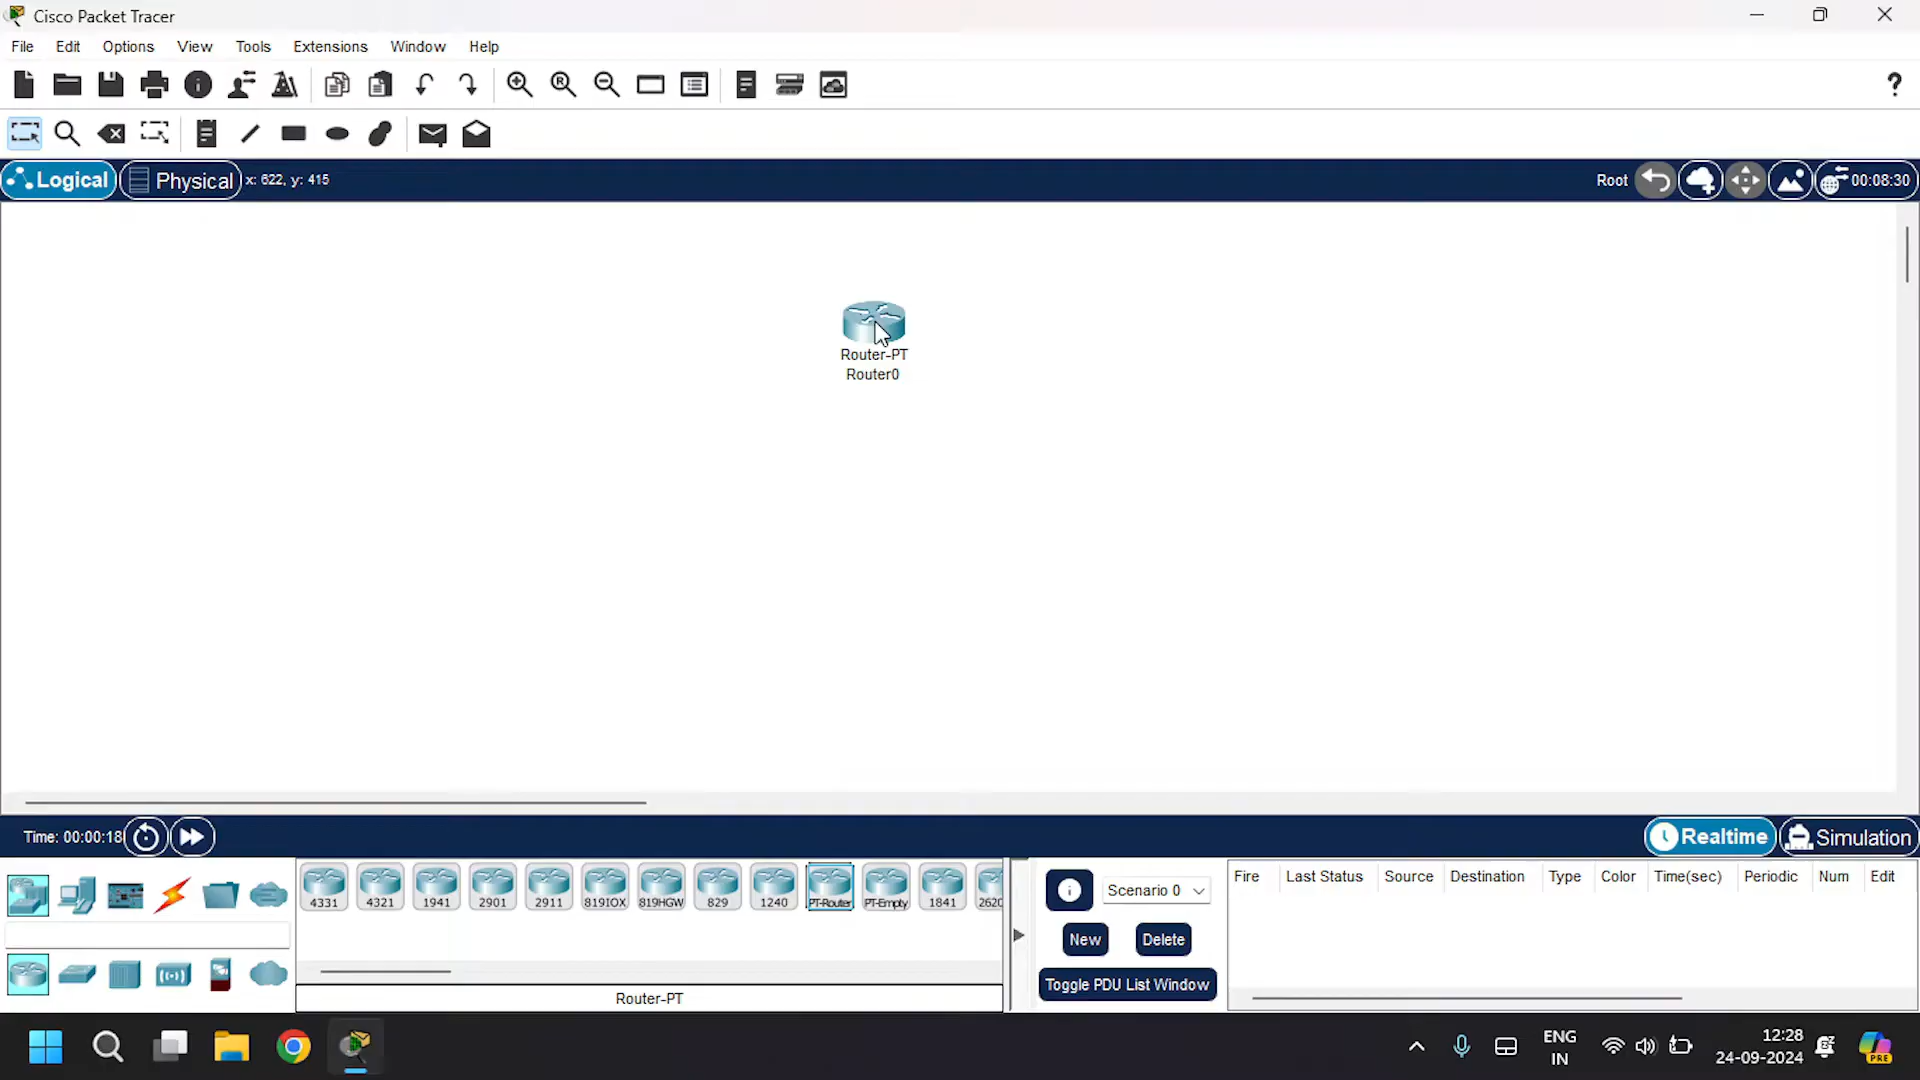 Cisco Packet Tracer
File Edit Options View Tools Extensions Window Help
Logical Physical x: 622, y: 415 Root 00:08:30
Router-PT
Router0
Time: 00:00:18 Realtime Simulation
4331 4321 1941 2901 2911 819IOX 819HGW 829 1240 PT-Router PT-Empty 1841 2620
Router-PT
Scenario 0
New Delete
Toggle PDU List Window
Fire Last Status Source Destination Type Color Time(sec) Periodic Num Edit
ENG
IN
12:28
24-09-2024
PRE